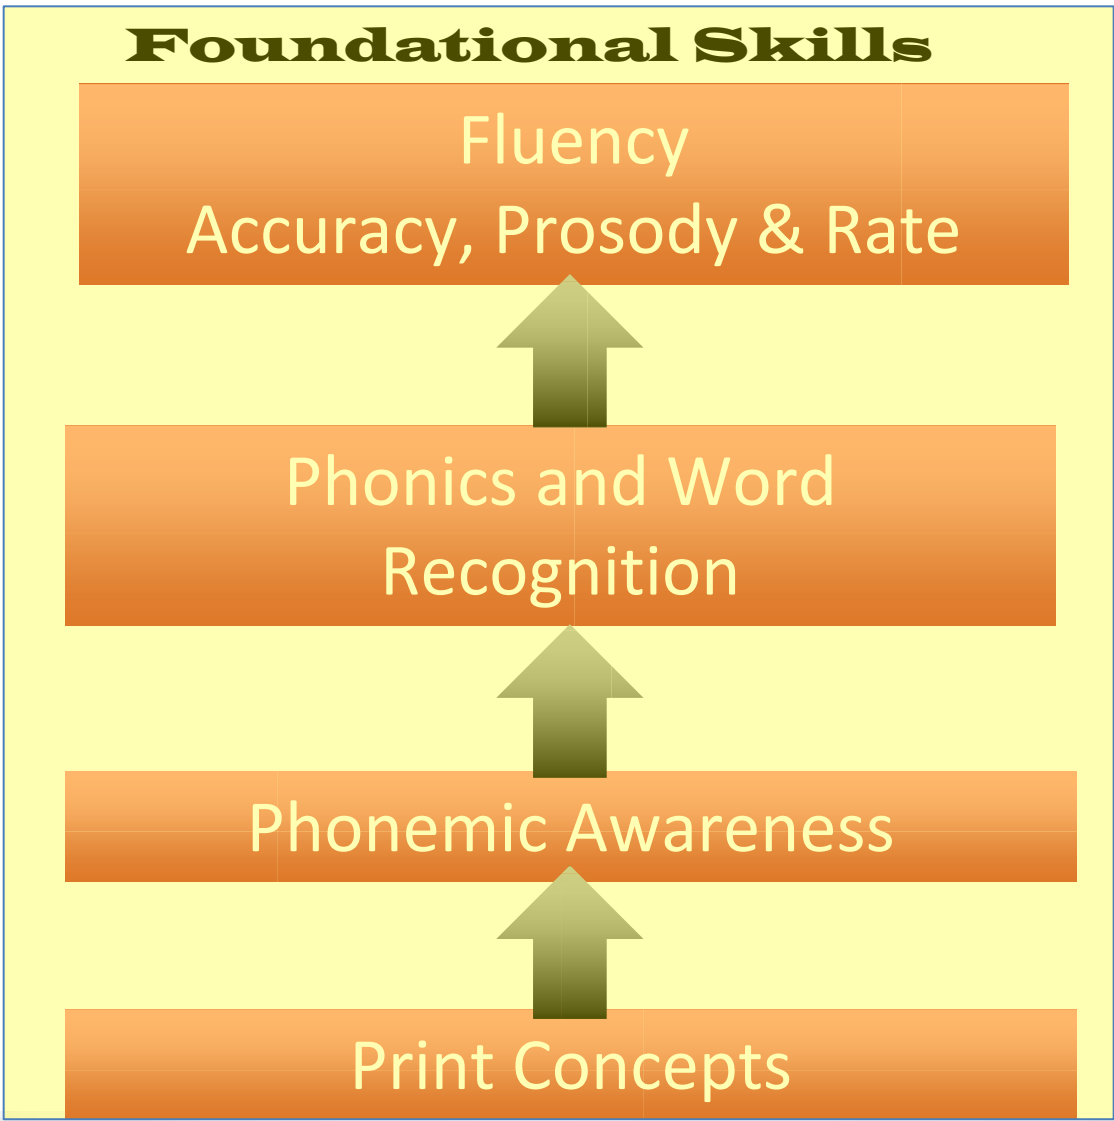 Foundational Skills
Fluency
Accuracy, Prosody & Rate
Phonics and Word
Recognition
Phonemic Awareness
Print Concepts